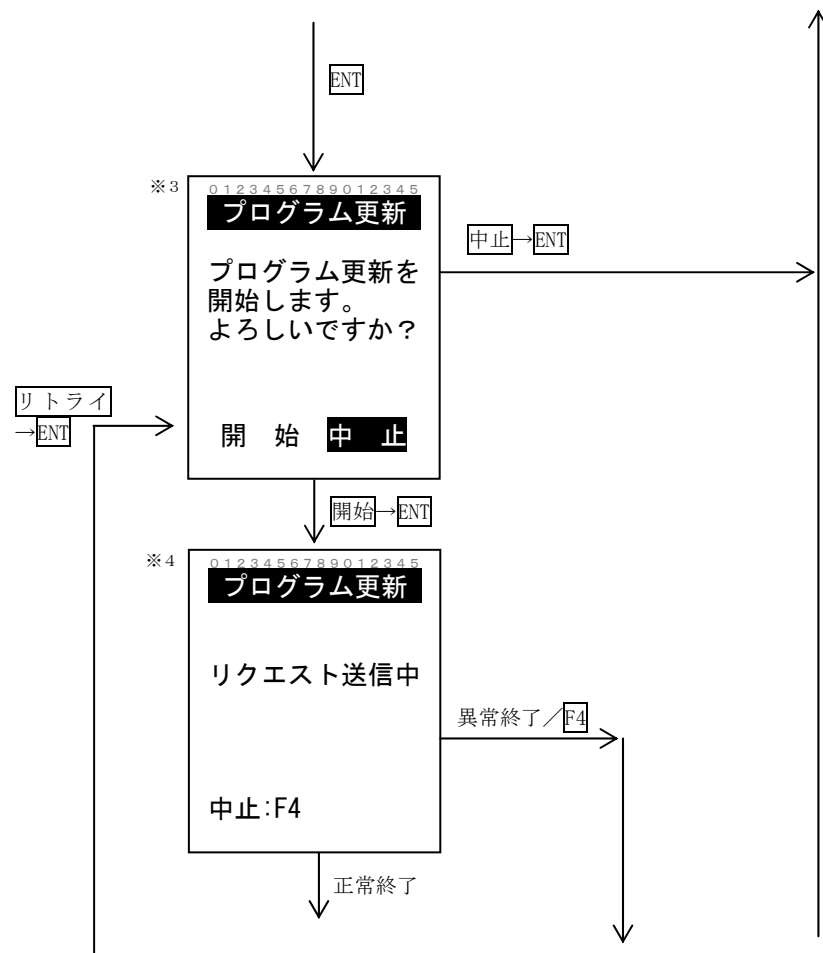 ENT
※3
0123456789012345
プログラム更新
中止→ENT
プログラム更新を
開始します。
よろしいですか？
リトライ
→ENT
開　始　中　止
開始→ENT
※4
0123456789012345
プログラム更新
リクエスト送信中
異常終了／F4
中止:F4
正常終了